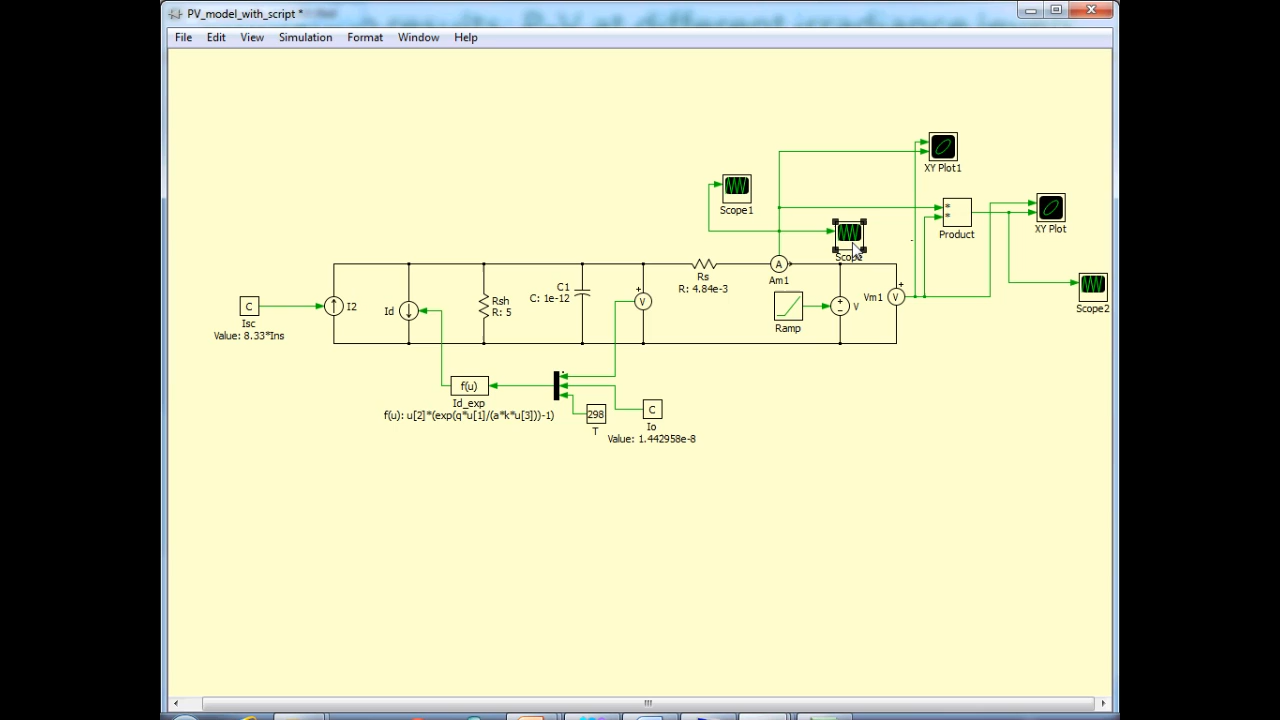 PV_model_with_script *
File Edit View Simulation Format Window Help
XY Plot1
Scope1
*
*
Product
XY Plot
Scope
A
Am1
Rs
R: 4.84e-3
C1
C: 1e-12
Rsh
R: 5
V
Vm1
V
+
V
+
+
Scope2
Ramp
C
Isc
Value: 8.33*Ins
I2
Id
f(u)
Id_exp
f(u): u[2]*(exp(q*u[1]/(a*k*u[3]))-1)
298
T
C
Io
Value: 1.442958e-8